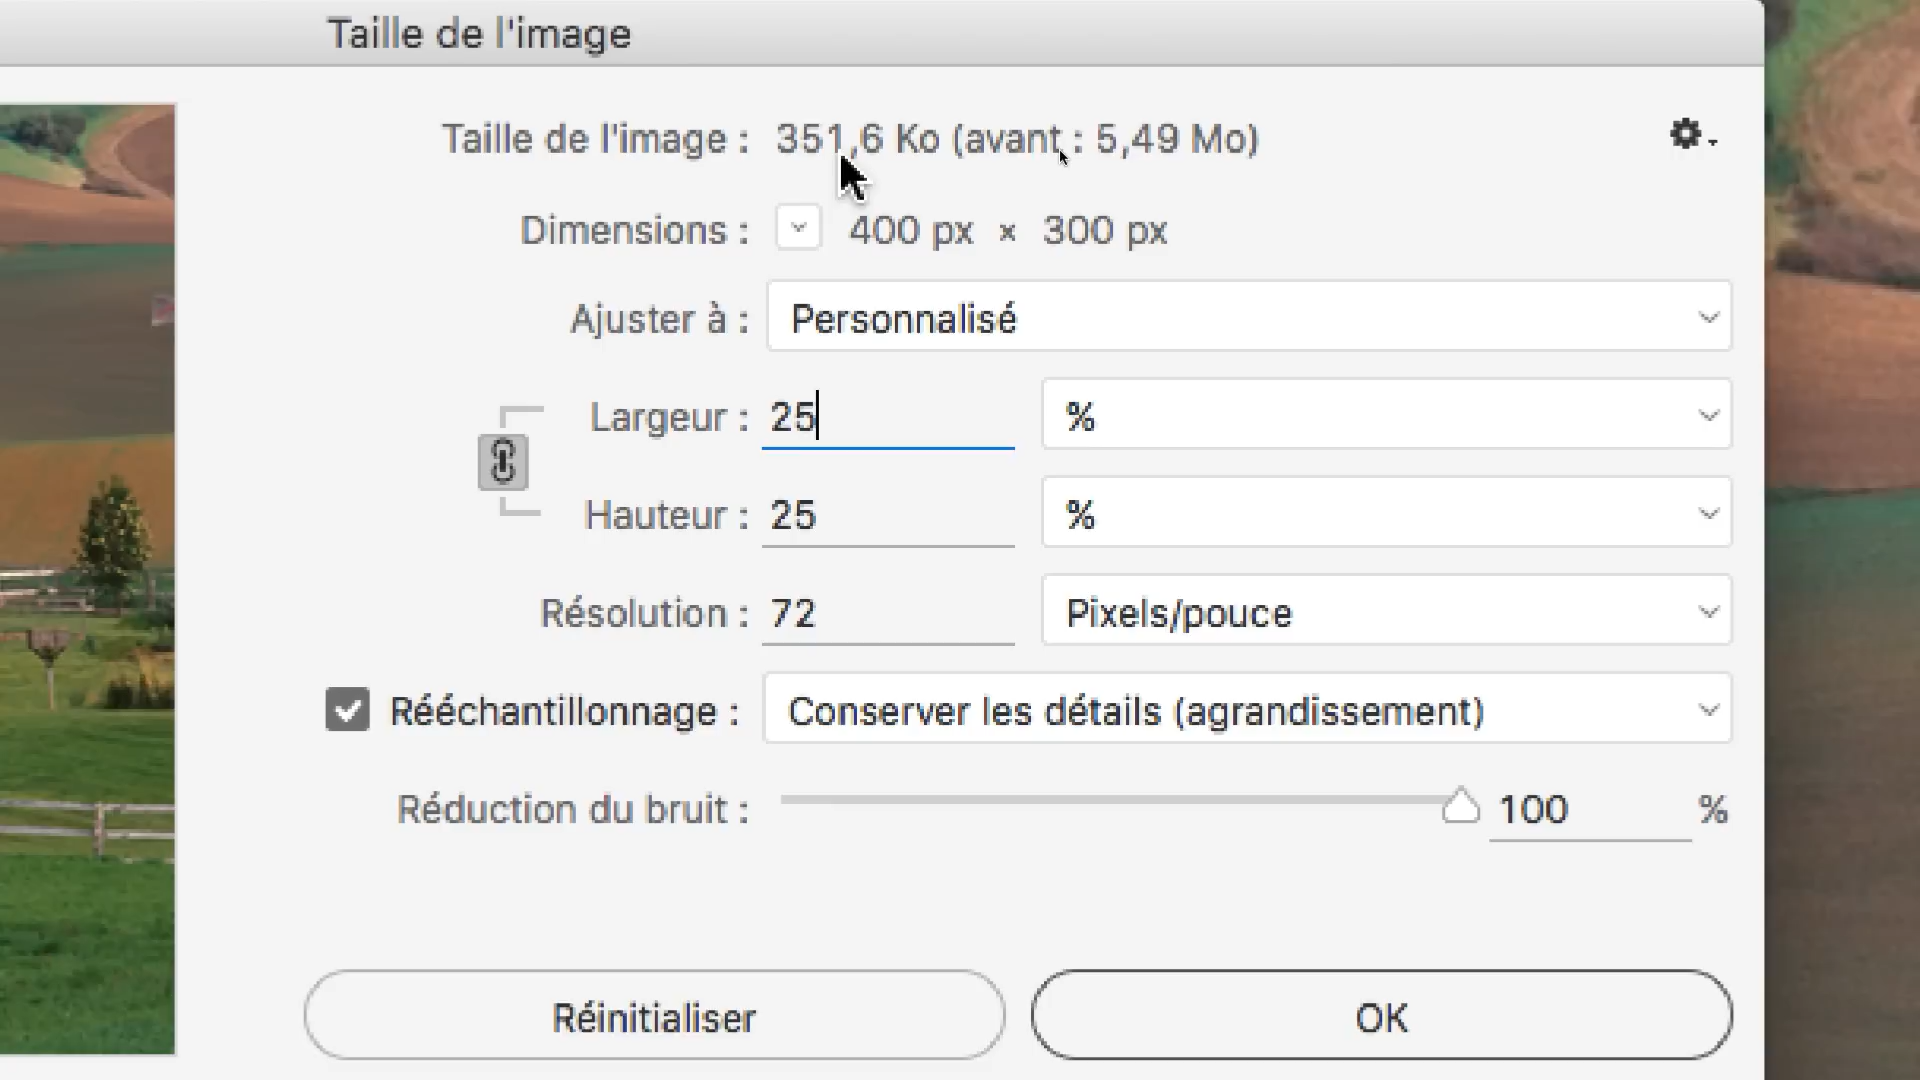 Taille de l'image
Taille de l'image : 351,6 Ko (avant : 5,49 Mo)
Dimensions : 400 px × 300 px
Ajuster à : Personnalisé
Largeur : 25 %
Hauteur : 25 %
Résolution : 72 Pixels/pouce
Rééchantillonnage : Conserver les détails (agrandissement)
Réduction du bruit : 100 %
Réinitialiser OK